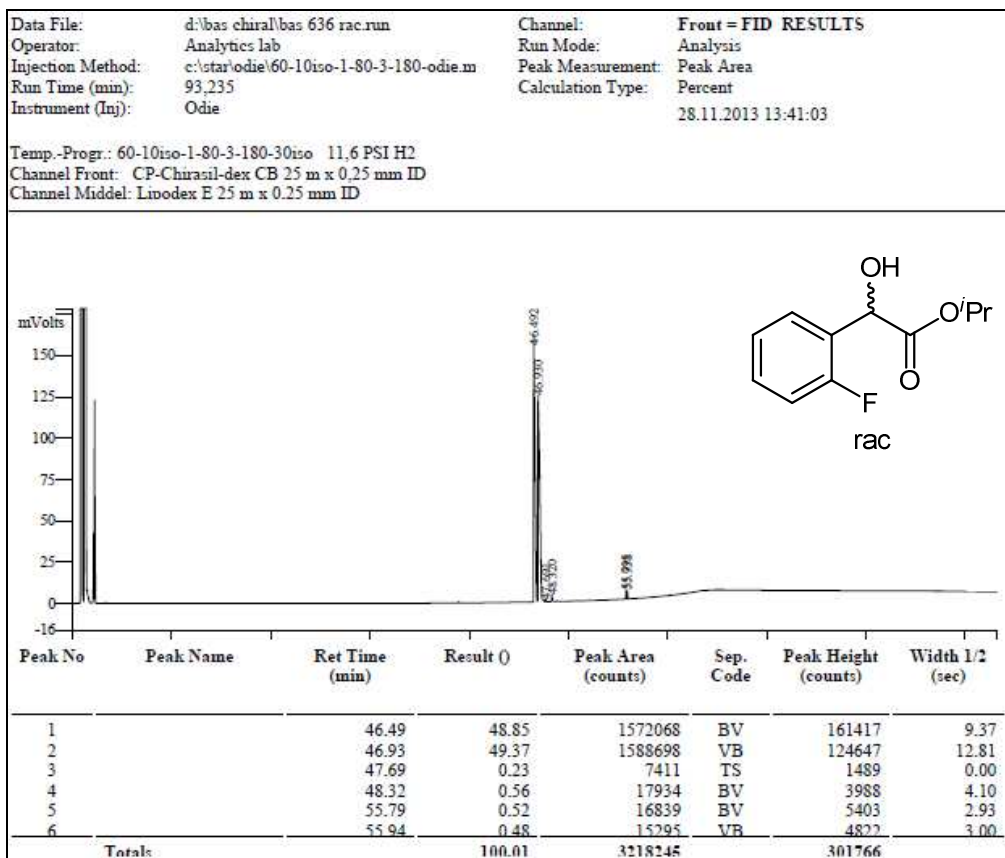 Data File: d:\bas chiral\bas 636 rac.run Channel: Front = FID RESULTS
Operator: Analytics lab Run Mode: Analysis
Injection Method: c:\star\odie\60-10iso-1-80-3-180-odie.m Peak Measurement: Peak Area
Run Time (min): 93,235 Calculation Type: Percent
Instrument (Inj): Odie 28.11.2013 13:41:03
Temp.-Progr.: 60-10iso-1-80-3-180-30iso 11,6 PSI H2
Channel Front: CP-Chirasil-dex CB 25 m x 0,25 mm ID
Channel Middel: Lipodex E 25 m x 0.25 mm ID
OH
OiPr
O
F
rac
mVolts
150
125
100
75
50
25
0
-16
46.492
46.930
48.320
Peak No Peak Name Ret Time (min) Result () Peak Area (counts) Sep. Code Peak Height (counts) Width 1/2 (sec)
1 46.49 48.85 1572068 BV 161417 9.37
2 46.93 49.37 1588698 VB 124647 12.81
3 47.69 0.23 7411 TS 1489 0.00
4 48.32 0.56 17934 BV 3988 4.10
5 55.79 0.52 16839 BV 5403 2.93
6 55.94 0.48 15295 VB 4822 3.00
Totals 100.01 3218245 301766